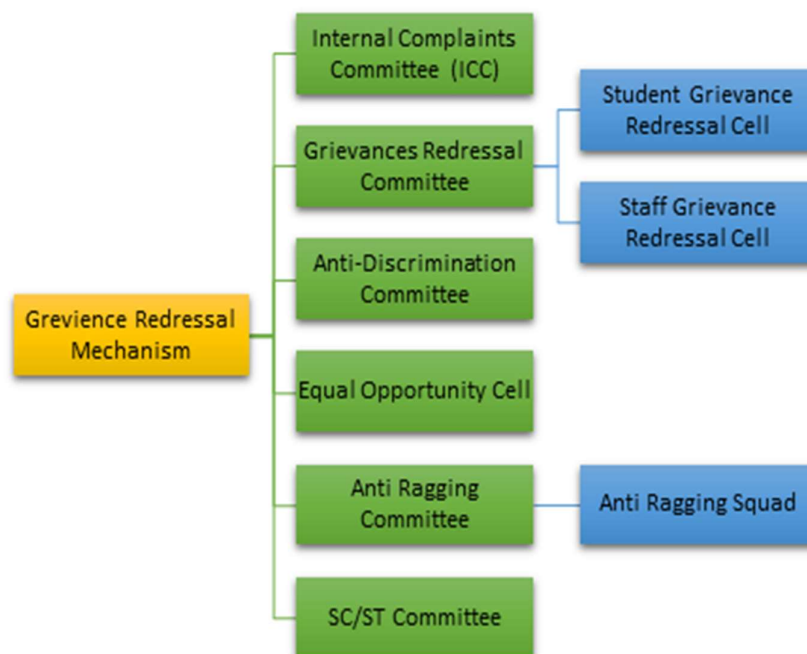 Internal Complaints
Committee (ICC)
Student Grievance
Redressal Cell
Grievances Redressal
Committee
Staff Grievance
Redressal Cell
Anti-Discrimination
Committee
Grevience Redressal
Mechanism
Equal Opportunity Cell
Anti Ragging
Committee
Anti Ragging Squad
SC/ST Committee